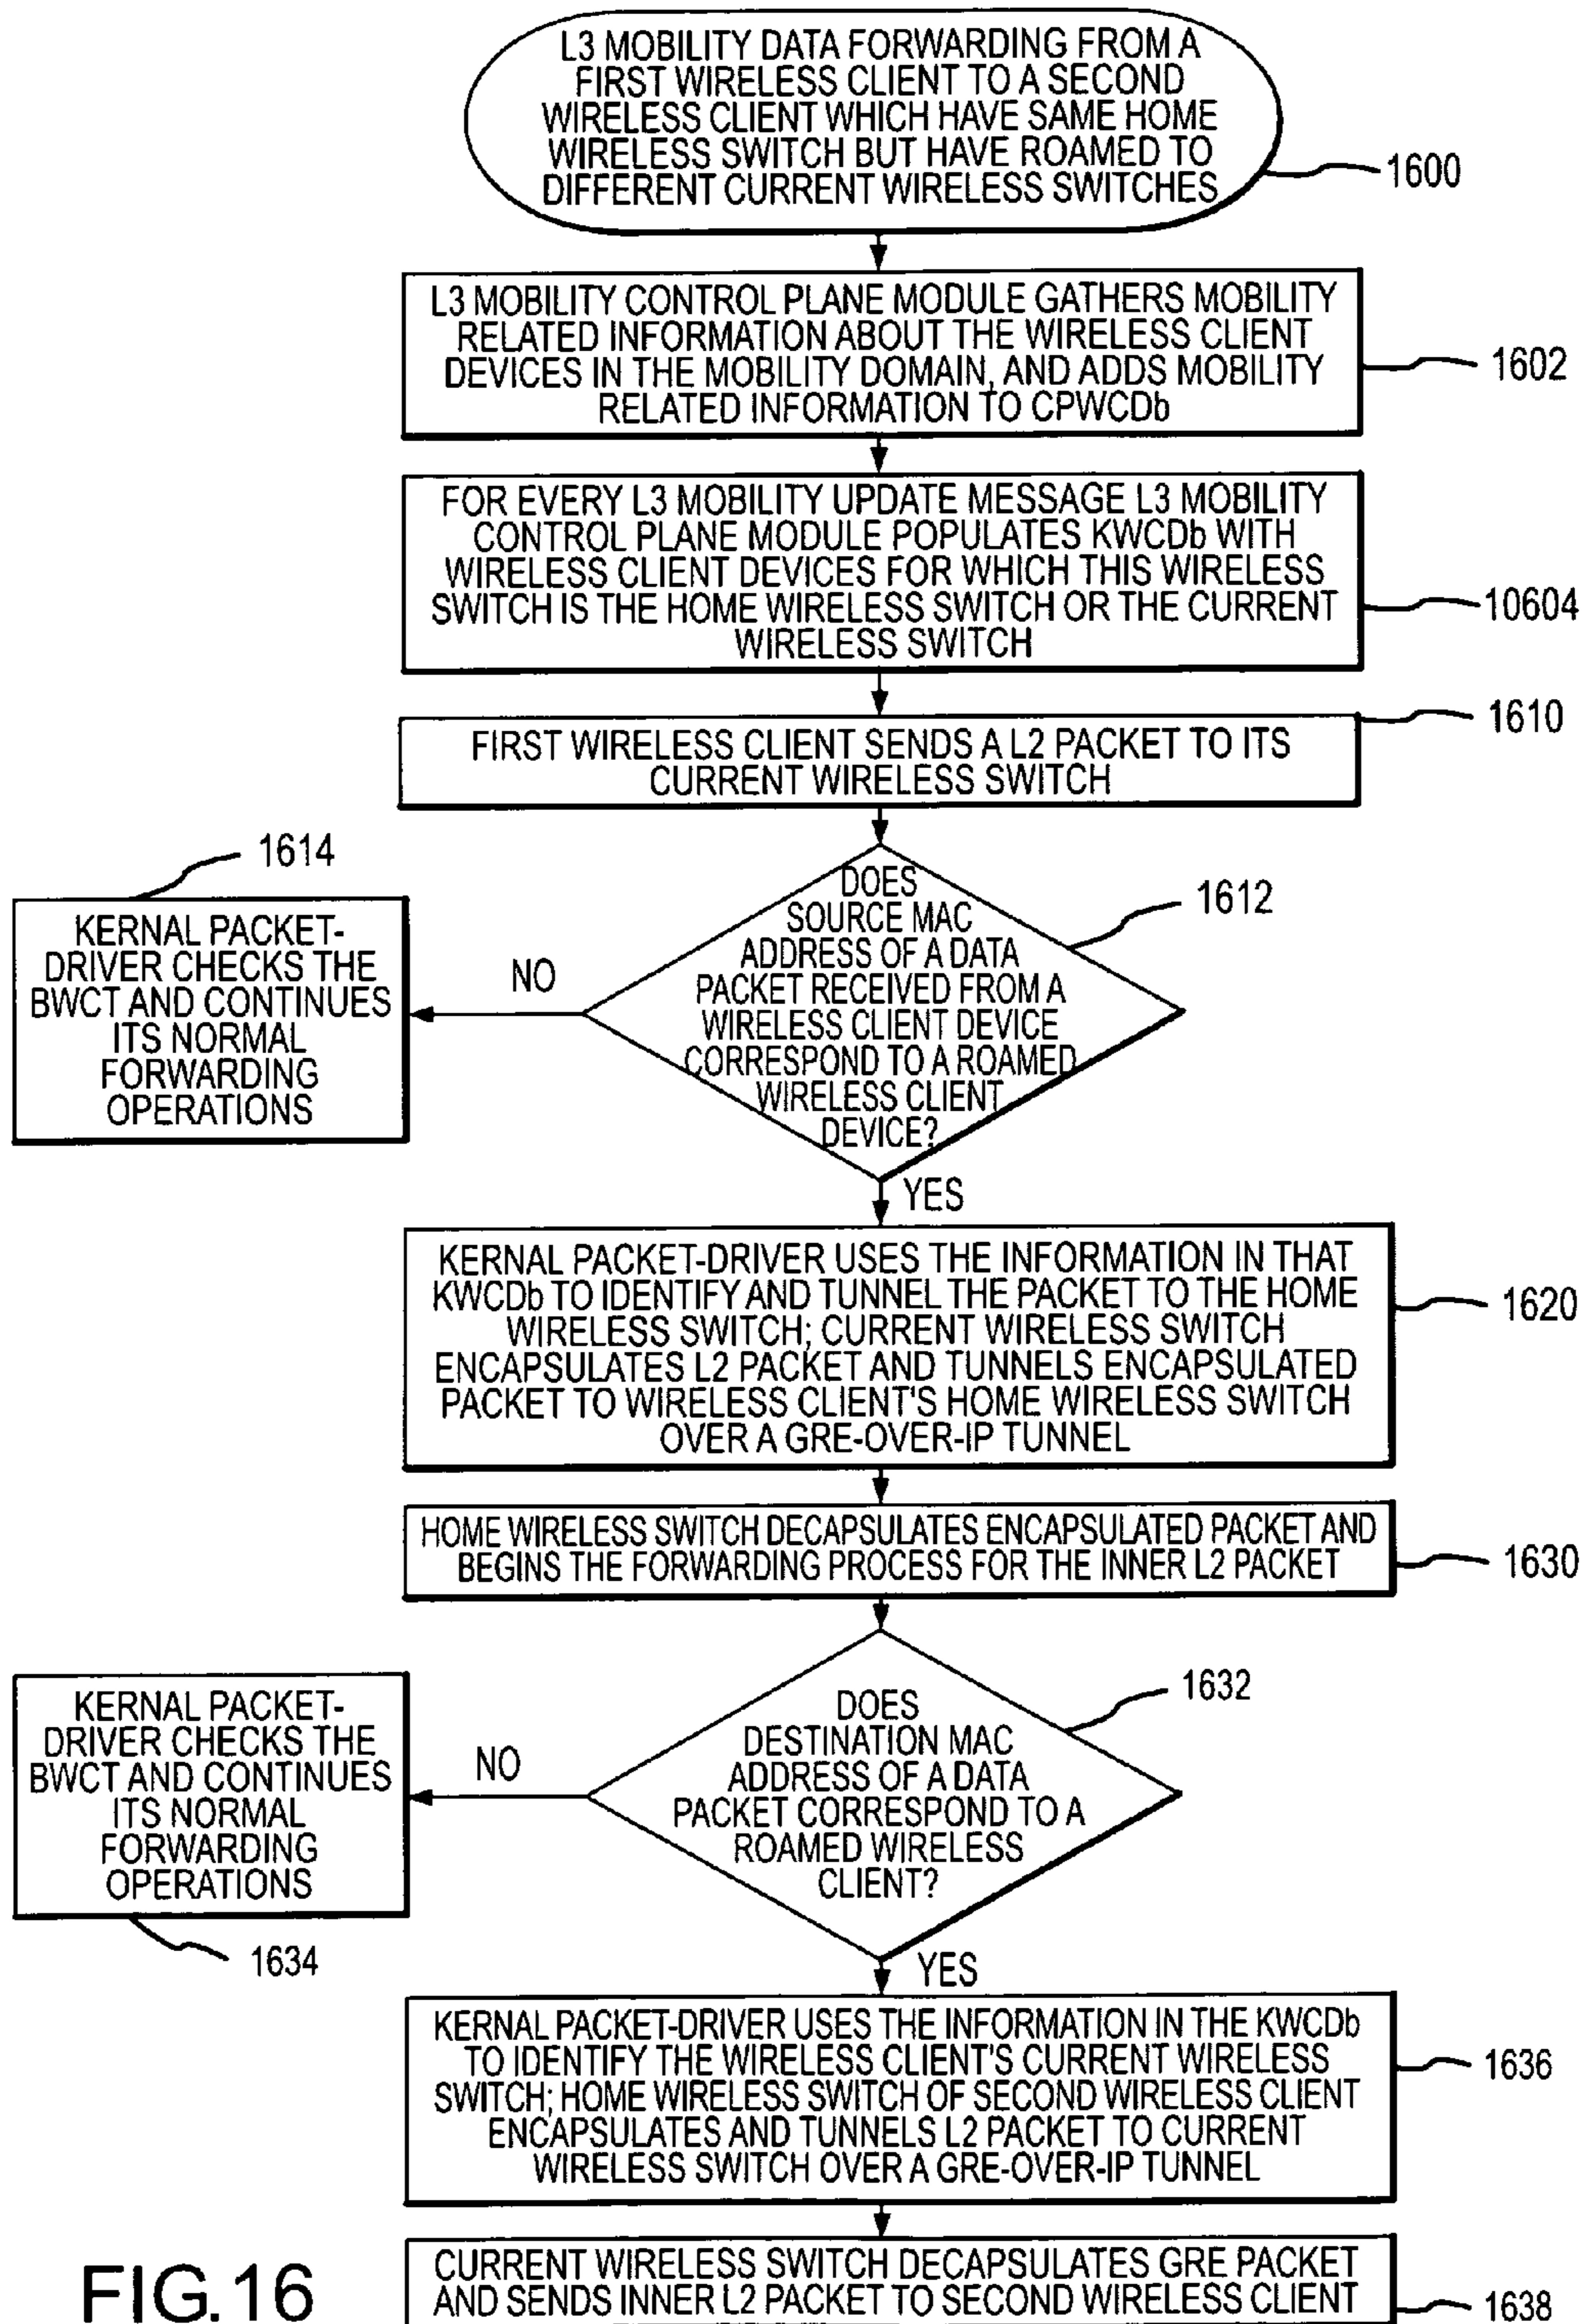 L3 MOBILITY DATA FORWARDING FROM A
FIRST WIRELESS CLIENT TO A SECOND
WIRELESS CLIENT WHICH HAVE SAME HOME
WIRELESS SWITCH BUT HAVE ROAMED TO
DIFFERENT CURRENT WIRELESS SWITCHES
1600
L3 MOBILITY CONTROL PLANE MODULE GATHERS MOBILITY
RELATED INFORMATION ABOUT THE WIRELESS CLIENT
DEVICES IN THE MOBILITY DOMAIN, AND ADDS MOBILITY
RELATED INFORMATION TO CPWCDb
1602
FOR EVERY L3 MOBILITY UPDATE MESSAGE L3 MOBILITY
CONTROL PLANE MODULE POPULATES KWCDb WITH
WIRELESS CLIENT DEVICES FOR WHICH THIS WIRELESS
SWITCH IS THE HOME WIRELESS SWITCH OR THE CURRENT
WIRELESS SWITCH
10604
FIRST WIRELESS CLIENT SENDS A L2 PACKET TO ITS
CURRENT WIRELESS SWITCH
1610
DOES
SOURCE MAC
ADDRESS OF A DATA
PACKET RECEIVED FROM A
WIRELESS CLIENT DEVICE
CORRESPOND TO A ROAMED
WIRELESS CLIENT
DEVICE?
1612
NO
1614
KERNAL PACKET-
DRIVER CHECKS THE
BWCT AND CONTINUES
ITS NORMAL
FORWARDING
OPERATIONS
YES
KERNAL PACKET-DRIVER USES THE INFORMATION IN THAT
KWCDb TO IDENTIFY AND TUNNEL THE PACKET TO THE HOME
WIRELESS SWITCH; CURRENT WIRELESS SWITCH
ENCAPSULATES L2 PACKET AND TUNNELS ENCAPSULATED
PACKET TO WIRELESS CLIENT'S HOME WIRELESS SWITCH
OVER A GRE-OVER-IP TUNNEL
1620
HOME WIRELESS SWITCH DECAPSULATES ENCAPSULATED PACKET AND
BEGINS THE FORWARDING PROCESS FOR THE INNER L2 PACKET
1630
DOES
DESTINATION MAC
ADDRESS OF A DATA
PACKET CORRESPOND TO A
ROAMED WIRELESS
CLIENT?
1632
NO
KERNAL PACKET-
DRIVER CHECKS THE
BWCT AND CONTINUES
ITS NORMAL
FORWARDING
OPERATIONS
1634
YES
KERNAL PACKET-DRIVER USES THE INFORMATION IN THE KWCDb
TO IDENTIFY THE WIRELESS CLIENT'S CURRENT WIRELESS
SWITCH; HOME WIRELESS SWITCH OF SECOND WIRELESS CLIENT
ENCAPSULATES AND TUNNELS L2 PACKET TO CURRENT
WIRELESS SWITCH OVER A GRE-OVER-IP TUNNEL
1636
CURRENT WIRELESS SWITCH DECAPSULATES GRE PACKET
AND SENDS INNER L2 PACKET TO SECOND WIRELESS CLIENT
1638
FIG.16